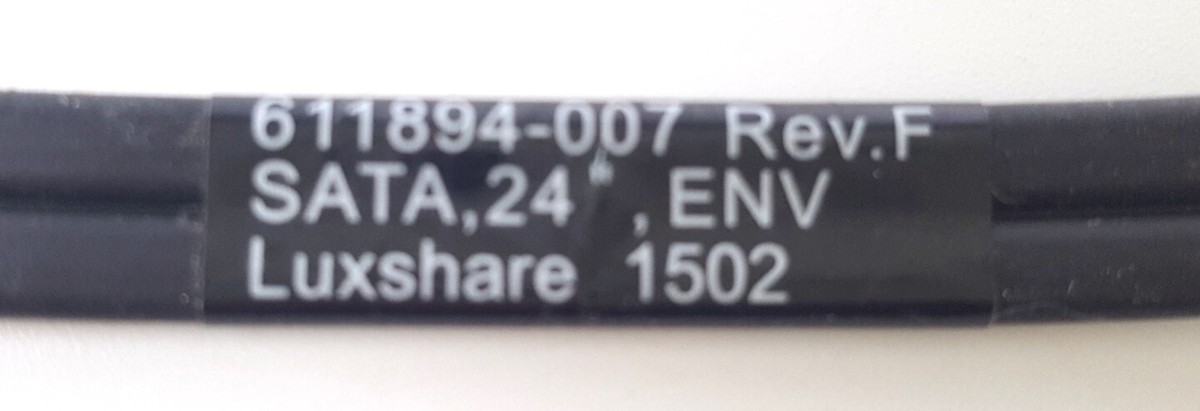 611894-007 Rev.F
SATA,24" ,ENV
Luxshare 1502